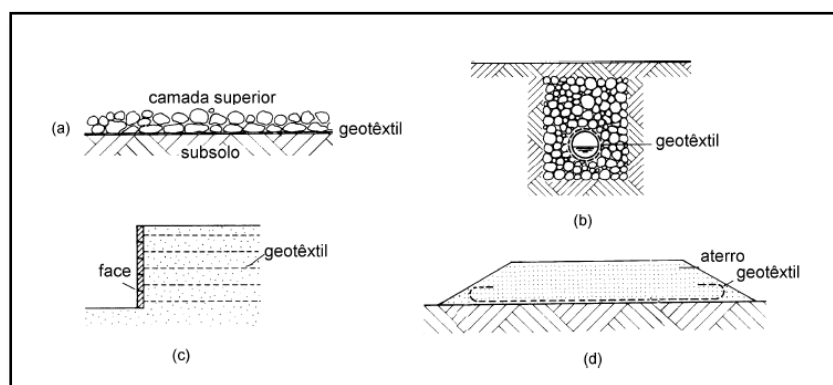 camada superior
(a)
geotêxtil
subsolo
geotêxtil
(b)
geotêxtil
face
(c)
aterro
geotêxtil
(d)